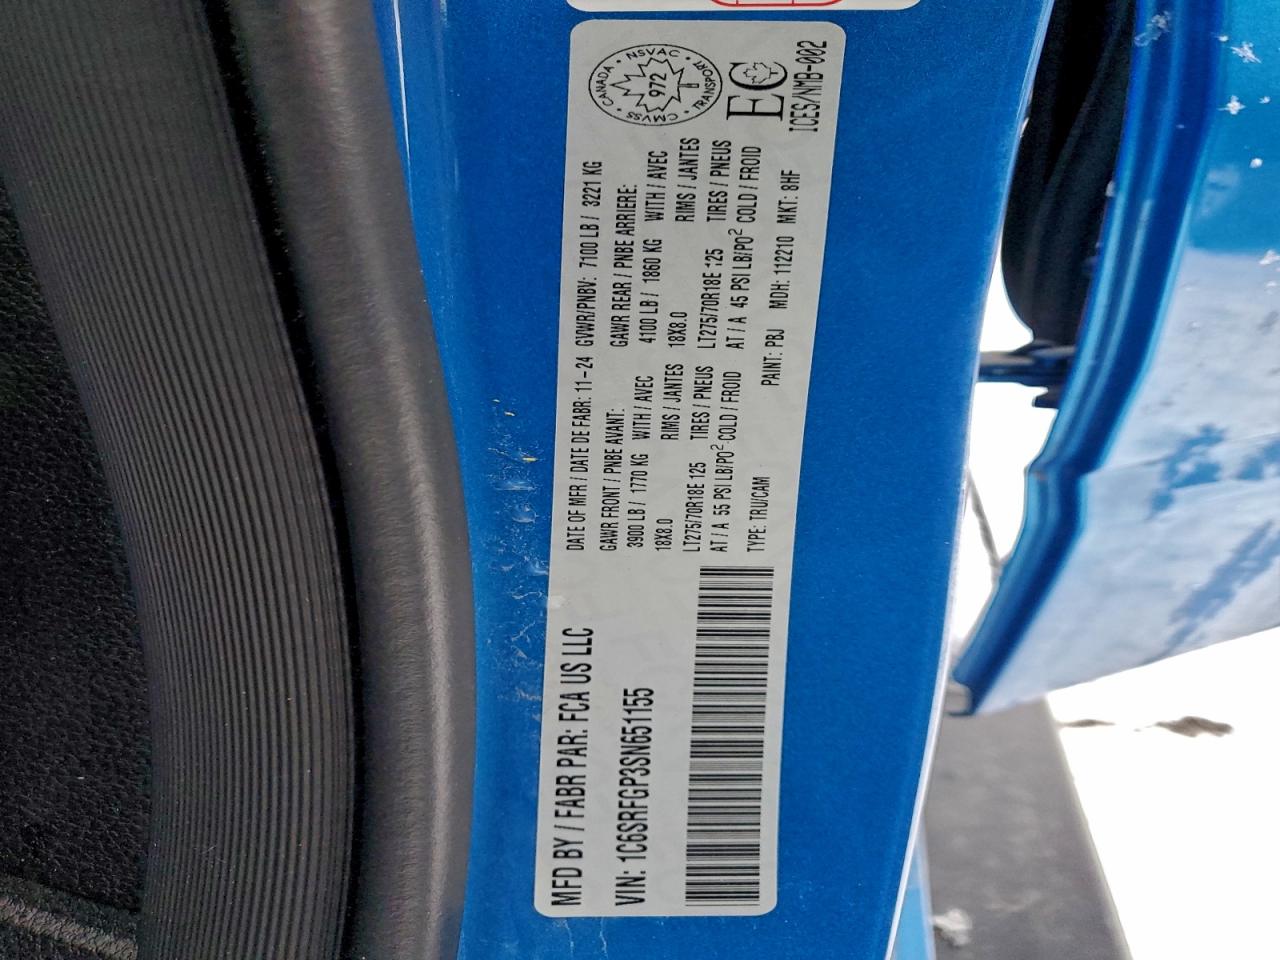 MFD BY / FABR PAR: FCA US LLC
VIN: 1C6SRFGP3SN651155
DATE OF MFR / DATE DE FABR: 11-24 GVWR/PNBV: 7100 LB / 3221 KG
GAWR FRONT / PNBE AVANT: GAWR REAR / PNBE ARRIERE:
3900 LB / 1770 KG WITH / AVEC 4100 LB / 1860 KG WITH / AVEC
18X8.0 RIMS / JANTES 18X8.0 RIMS / JANTES
LT275/70R18E 125 TIRES / PNEUS LT275/70R18E 125 TIRES / PNEUS
AT / A 55 PSI LB/PO² COLD / FROID AT / A 45 PSI LB/PO² COLD / FROID
TYPE: TRU/CAM PAINT: PBJ MDH: 112210 MKT: 8HF
CANADA NSVAC TRANSPORT CMVSS
972
EC
ICES/NMB-002